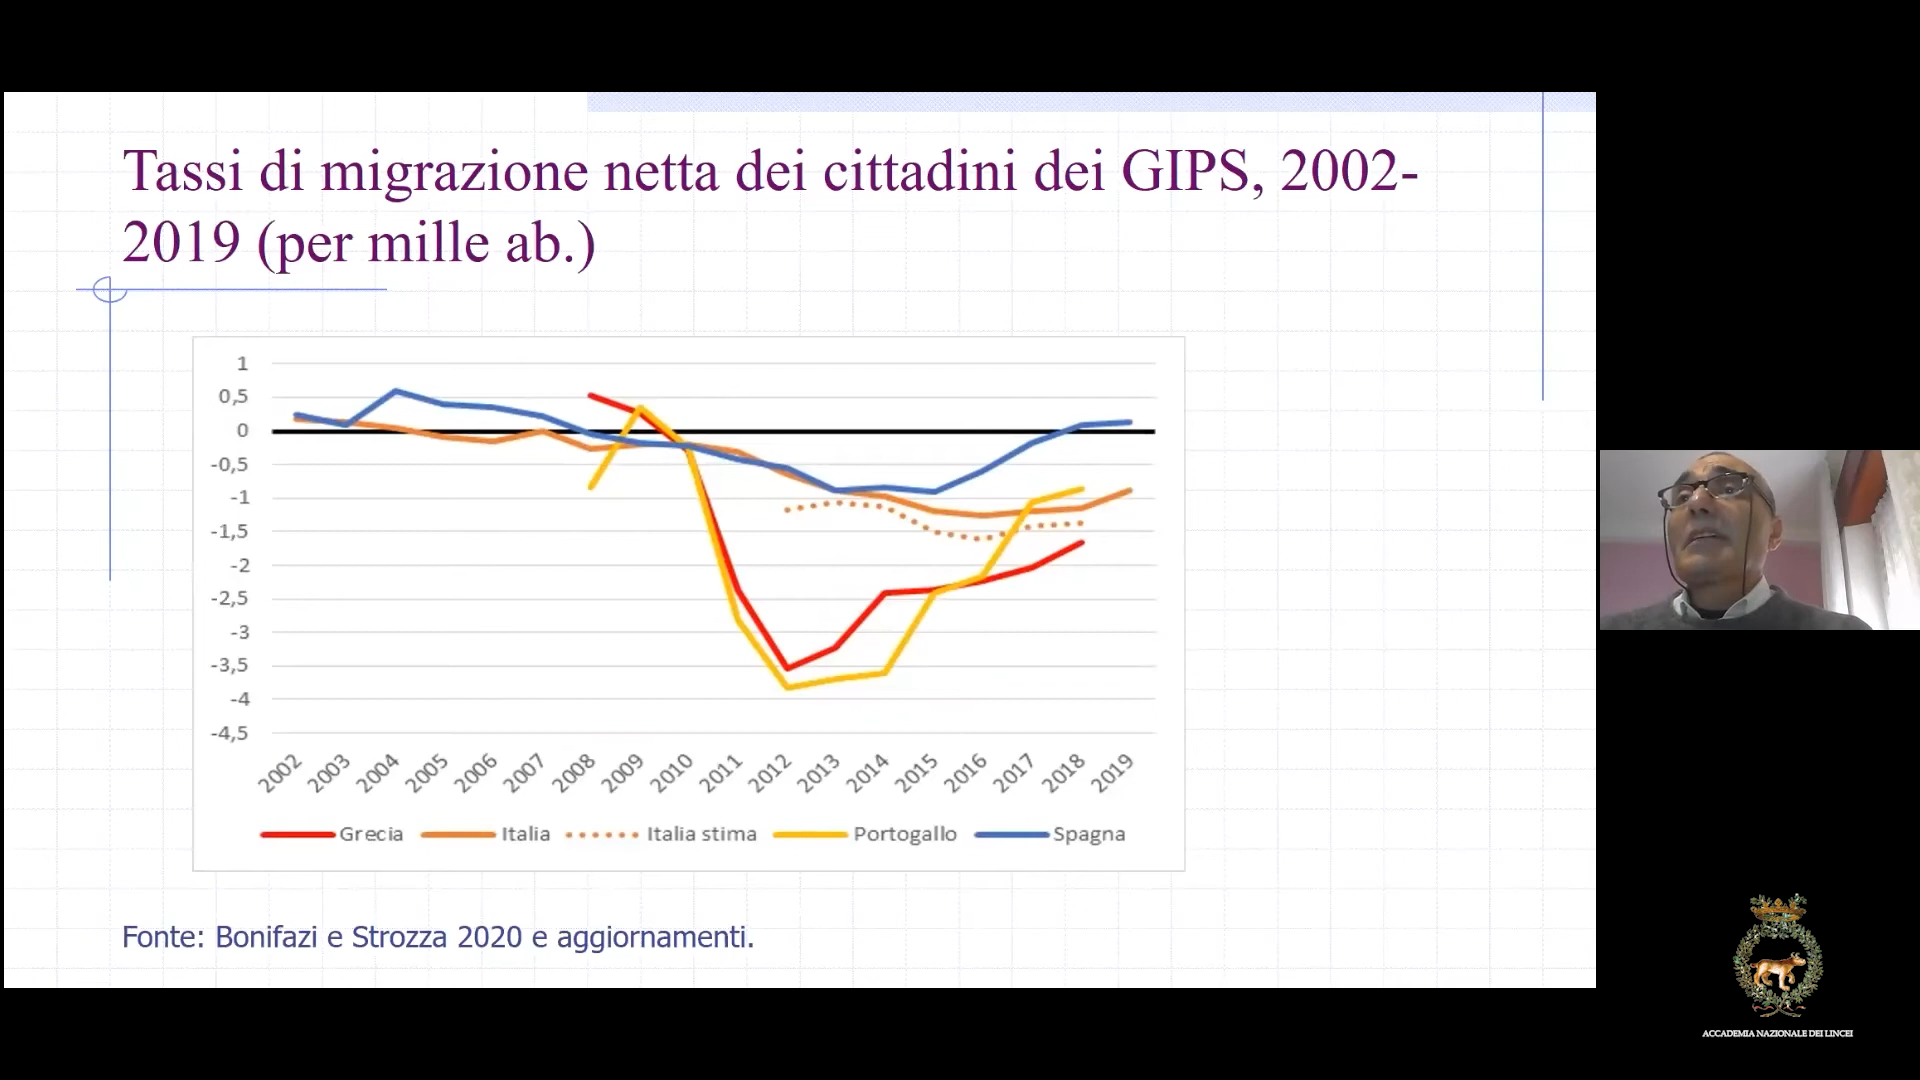 Tassi di migrazione netta dei cittadini dei GIPS, 2002-
2019 (per mille ab.)
1
0,5
0
-0,5
-1
-1,5
-2
-2,5
-3
-3,5
-4
-4,5
2002 2003 2004 2005 2006 2007 2008 2009 2010 2011 2012 2013 2014 2015 2016 2017 2018 2019
Grecia Italia Italia stima Portogallo Spagna
Fonte: Bonifazi e Strozza 2020 e aggiornamenti.
ACCADEMIA NAZIONALE DEI LINCEI